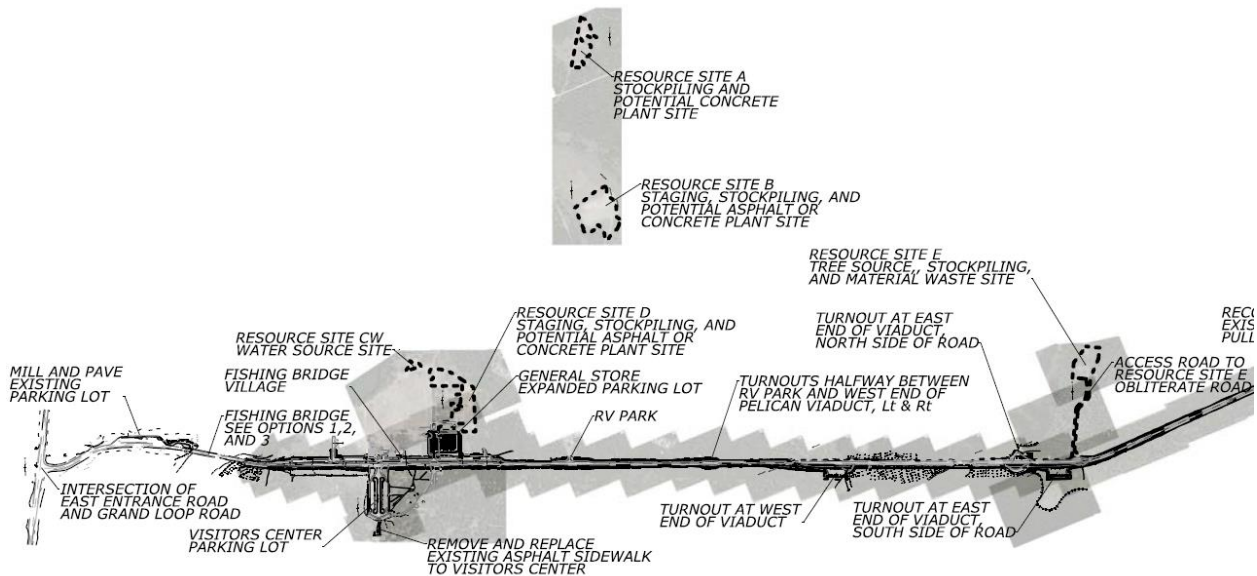 RESOURCE SITE A
STOCKPILING AND
POTENTIAL CONCRETE
PLANT SITE
RESOURCE SITE B
STAGING, STOCKPILING, AND
POTENTIAL ASPHALT OR
CONCRETE PLANT SITE
RESOURCE SITE E
TREE SOURCE,, STOCKPILING,
AND MATERIAL WASTE SITE
RESOURCE SITE D
STAGING, STOCKPILING, AND
POTENTIAL ASPHALT OR
CONCRETE PLANT SITE
TURNOUT AT EAST
END OF VIADUCT,
NORTH SIDE OF ROAD
RECO
EXIS
PULL
RESOURCE SITE CW
WATER SOURCE SITE
MILL AND PAVE
EXISTING
PARKING LOT
FISHING BRIDGE
VILLAGE
GENERAL STORE
EXPANDED PARKING LOT
TURNOUTS HALFWAY BETWEEN
RV PARK AND WEST END OF
PELICAN VIADUCT, Lt & Rt
ACCESS ROAD TO
RESOURCE SITE E
OBLITERATE ROAD
FISHING BRIDGE
SEE OPTIONS 1,2,
AND 3
RV PARK
INTERSECTION OF
EAST ENTRANCE ROAD
AND GRAND LOOP ROAD
VISITORS CENTER
PARKING LOT
REMOVE AND REPLACE
EXISTING ASPHALT SIDEWALK
TO VISITORS CENTER
TURNOUT AT WEST
END OF VIADUCT
TURNOUT AT EAST
END OF VIADUCT,
SOUTH SIDE OF ROAD